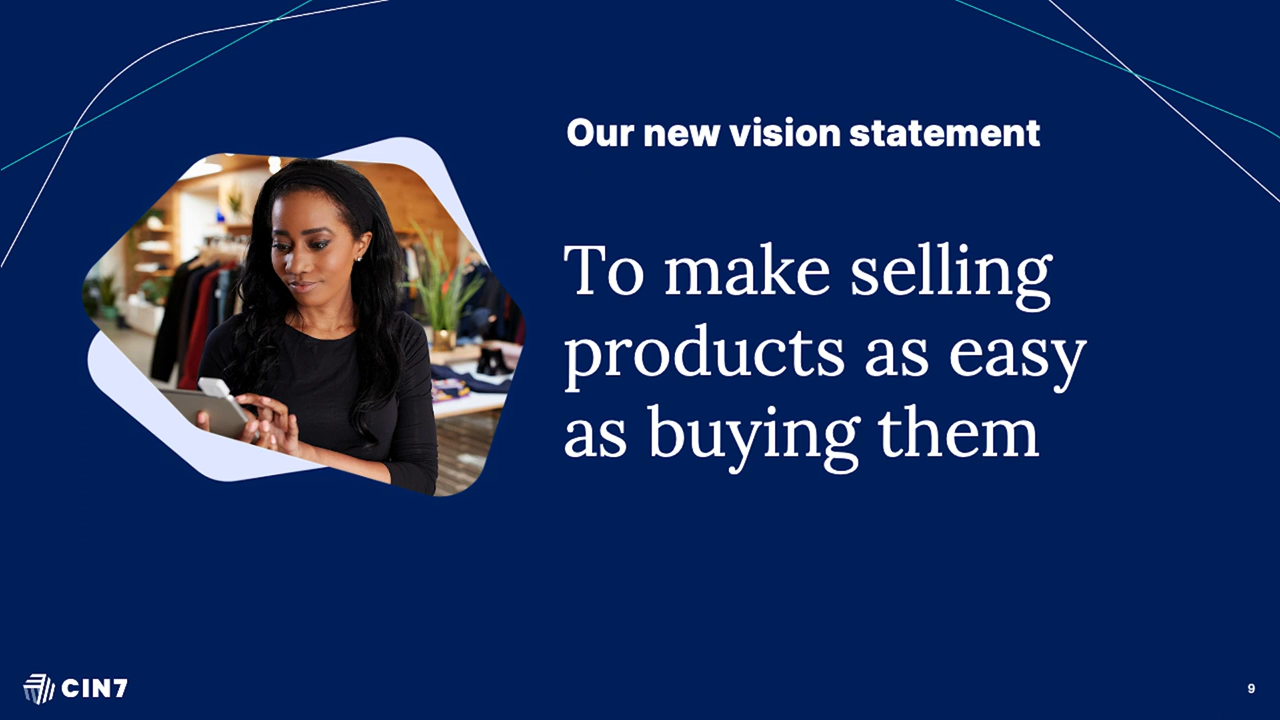 Our new vision statement
To make selling
products as easy
as buying them
CIN7
9